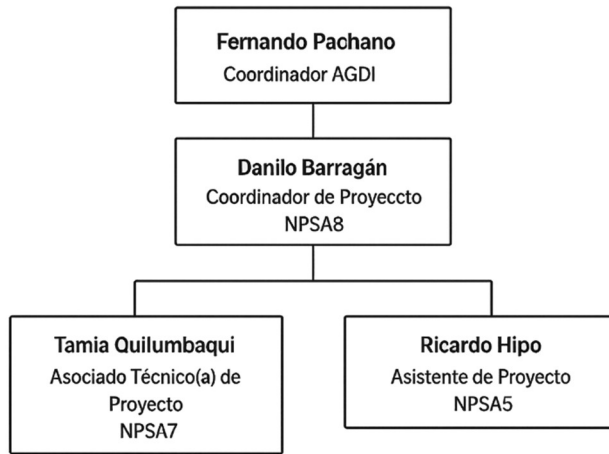 Fernando Pachano
Coordinador AGDI
Danilo Barragán
Coordinador de Proyeccto
NPSA8
Tamia Quilumbaqui
Asociado Técnico(a) de
Proyecto
NPSA7
Ricardo Hipo
Asistente de Proyecto
NPSA5